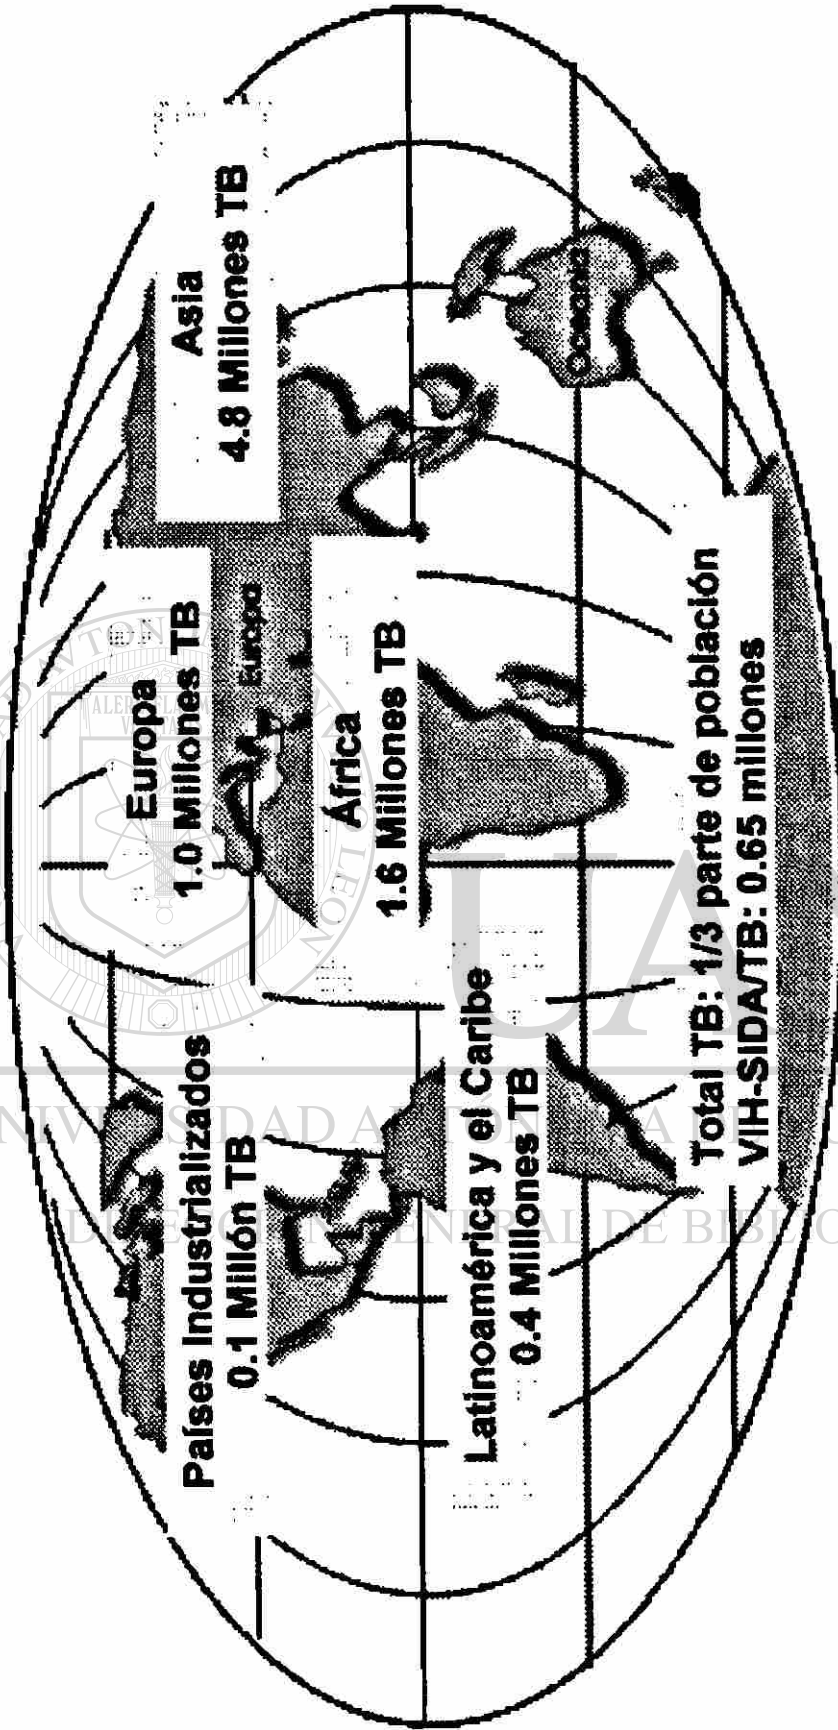 Países Industrializados
0.1 Millón TB
Europa
1.0 Millones TB
Europa
Asia
4.8 Millones TB
África
1.6 Millones TB
Latinoamérica y el Caribe
0.4 Millones TB
Oceanía
Total TB: 1/3 parte de población
VIH-SIDA/TB: 0.65 millones